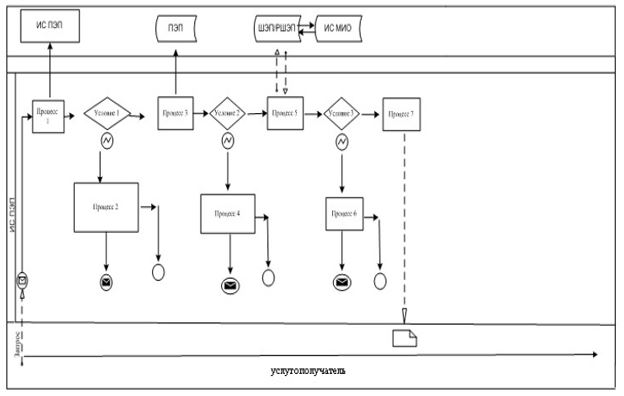 ИС ПЭП
ПЭП
ШЭП/РШЭП
ИС МИО
Процесс
1
Условие 1
Процесс 3
Условие 2
Процесс 5
Условие 3
Процесс 7
Процесс 2
Процесс 4
Процесс 6
ИС ПЭП
Запрос
услугополучатель